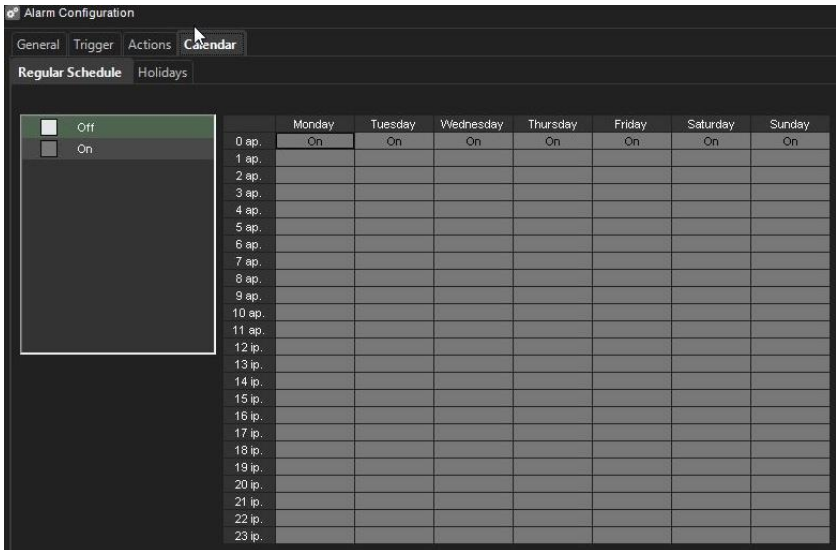 Alarm Configuration
General Trigger Actions Calendar
Regular Schedule Holidays
Off
On
Monday Tuesday Wednesday Thursday Friday Saturday Sunday
0 ap. On On On On On On On
1 ap.
2 ap.
3 ap.
4 ap.
5 ap.
6 ap.
7 ap.
8 ap.
9 ap.
10 ap.
11 ap.
12 ip.
13 ip.
14 ip.
15 ip.
16 ip.
17 ip.
18 ip.
19 ip.
20 ip.
21 ip.
22 ip.
23 ip.